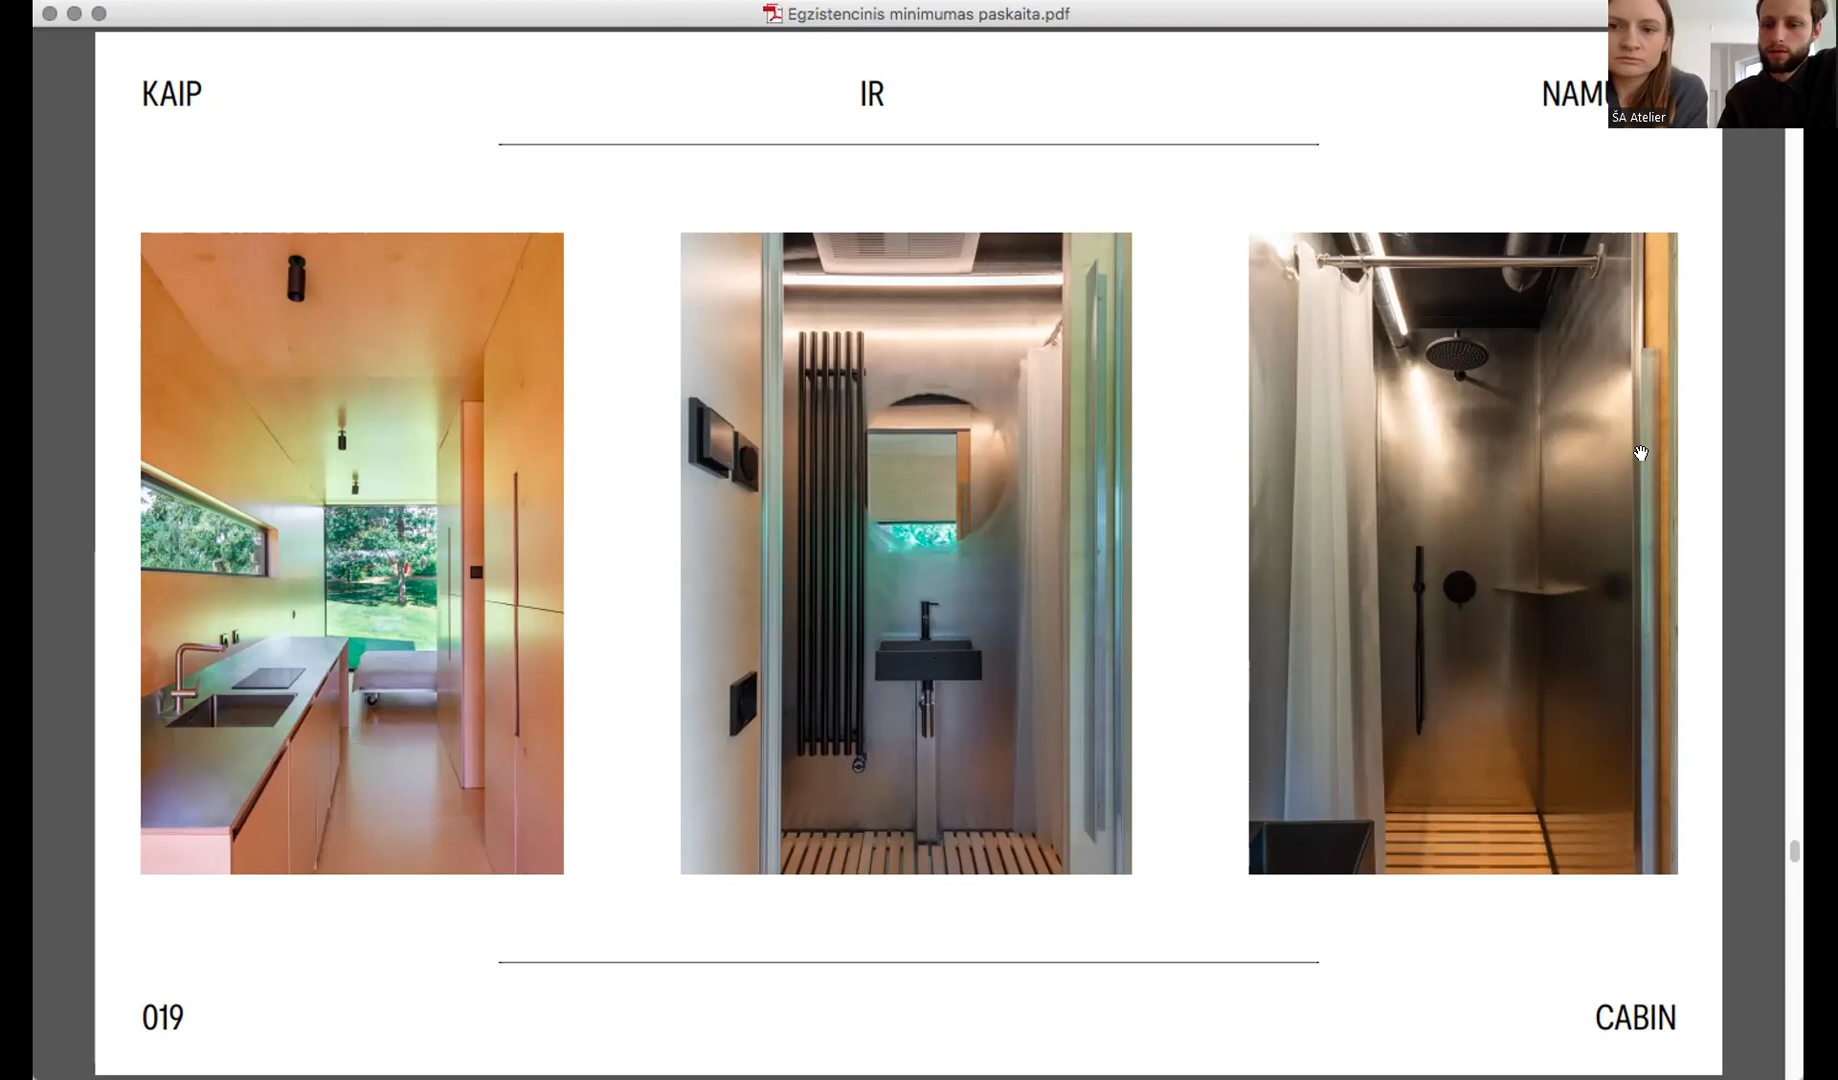 Egzistencinis minimumas paskaita.pdf
KAIP IR
ŠA Atelier
019 CABIN